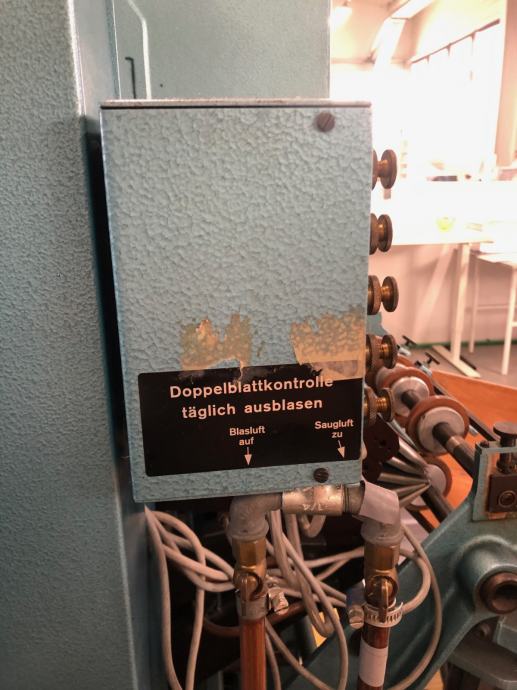 Doppelblattkontrolle
täglich ausblasen
Blasluft
auf
Saugluft
zu